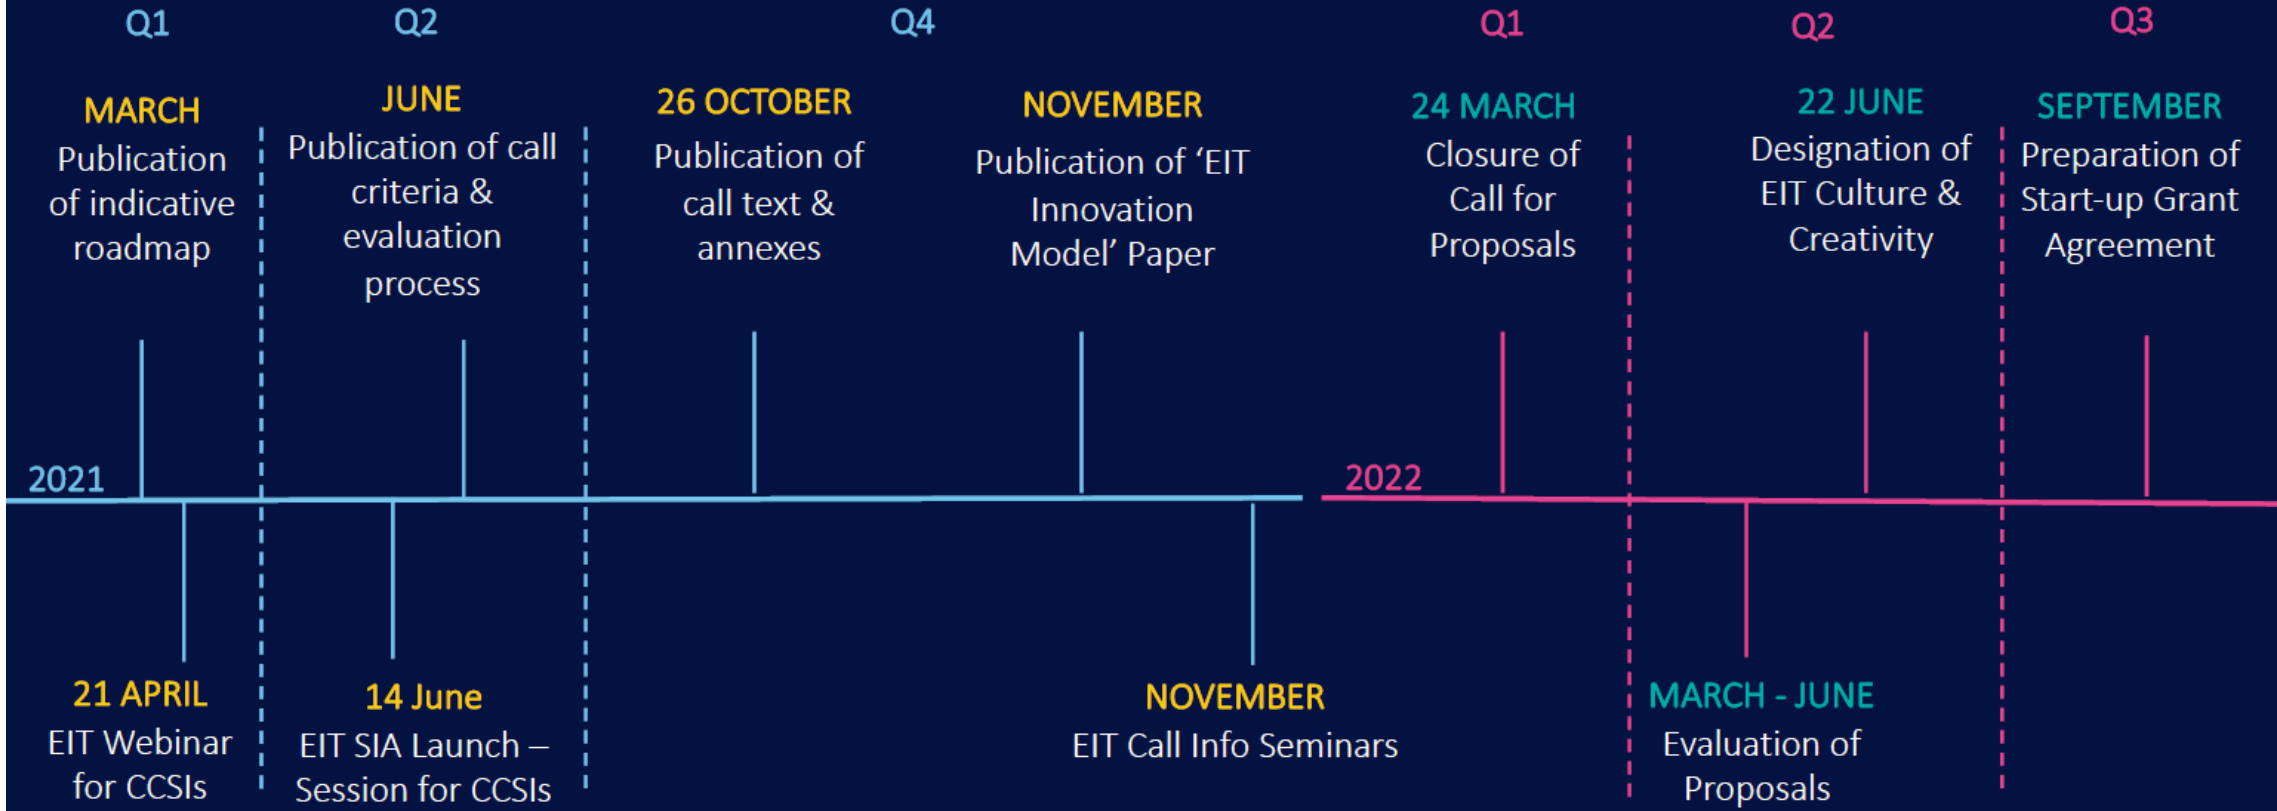 Q1
Q2
Q4
Q1
Q2
Q3
MARCH
Publication
of indicative
roadmap
JUNE
Publication of call
criteria &
evaluation
process
26 OCTOBER
Publication of
call text &
annexes
NOVEMBER
Publication of ‘EIT
Innovation
Model’ Paper
24 MARCH
Closure of
Call for
Proposals
22 JUNE
Designation of
EIT Culture &
Creativity
SEPTEMBER
Preparation of
Start-up Grant
Agreement
2021
2022
21 APRIL
EIT Webinar
for CCSIs
14 June
EIT SIA Launch –
Session for CCSIs
NOVEMBER
EIT Call Info Seminars
MARCH - JUNE
Evaluation of
Proposals